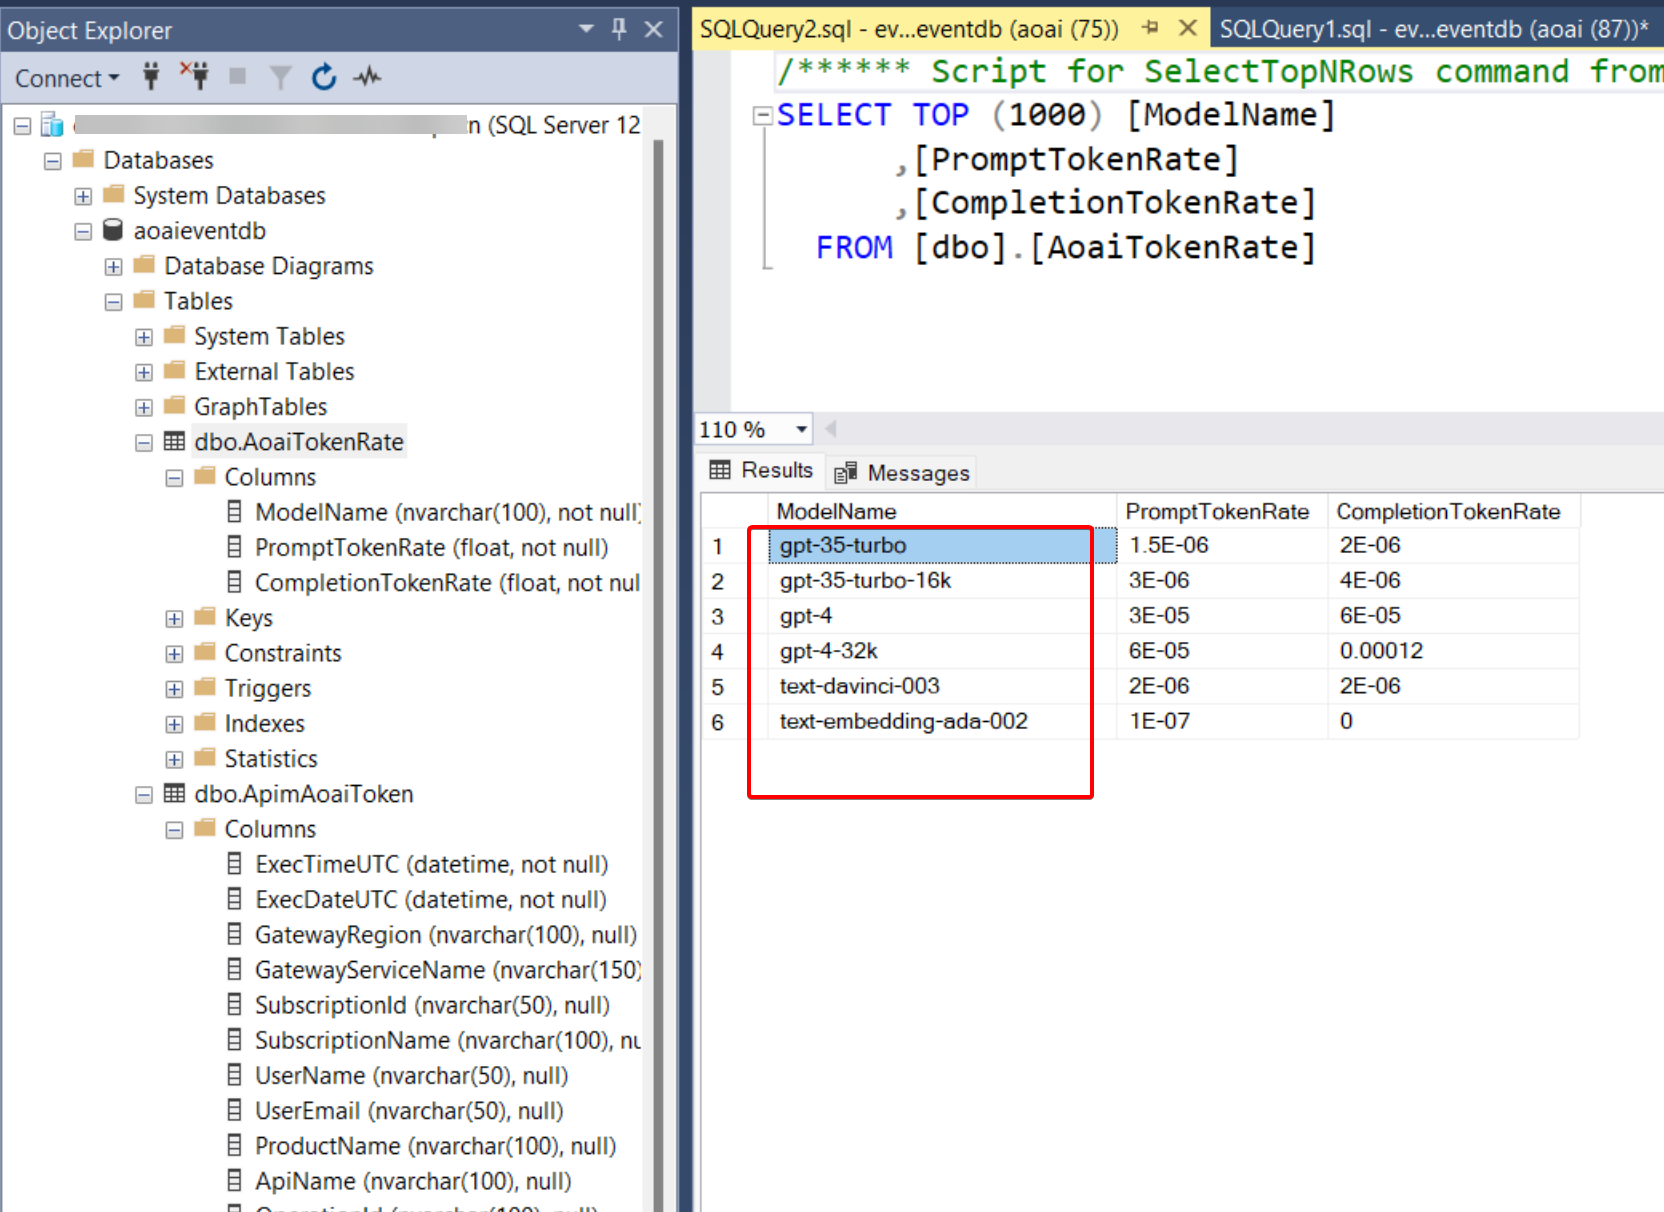 Object Explorer
Connect
n (SQL Server 12
Databases
System Databases
aoaieventdb
Database Diagrams
Tables
System Tables
External Tables
GraphTables
dbo.AoaiTokenRate
Columns
ModelName (nvarchar(100), not null)
PromptTokenRate (float, not null)
CompletionTokenRate (float, not nul
Keys
Constraints
Triggers
Indexes
Statistics
dbo.ApimAoaiToken
Columns
ExecTimeUTC (datetime, not null)
ExecDateUTC (datetime, not null)
GatewayRegion (nvarchar(100), null)
GatewayServiceName (nvarchar(150)
SubscriptionId (nvarchar(50), null)
SubscriptionName (nvarchar(100), nu
UserName (nvarchar(50), null)
UserEmail (nvarchar(50), null)
ProductName (nvarchar(100), null)
ApiName (nvarchar(100), null)
OperationId (nvarchar(100), null)
SQLQuery2.sql - ev...eventdb (aoai (75))
SQLQuery1.sql - ev...eventdb (aoai (87))*
/****** Script for SelectTopNRows command from
SELECT TOP (1000) [ModelName]
,[PromptTokenRate]
,[CompletionTokenRate]
FROM [dbo].[AoaiTokenRate]
110 %
Results Messages
ModelName PromptTokenRate CompletionTokenRate
1 gpt-35-turbo 1.5E-06 2E-06
2 gpt-35-turbo-16k 3E-06 4E-06
3 gpt-4 3E-05 6E-05
4 gpt-4-32k 6E-05 0.00012
5 text-davinci-003 2E-06 2E-06
6 text-embedding-ada-002 1E-07 0